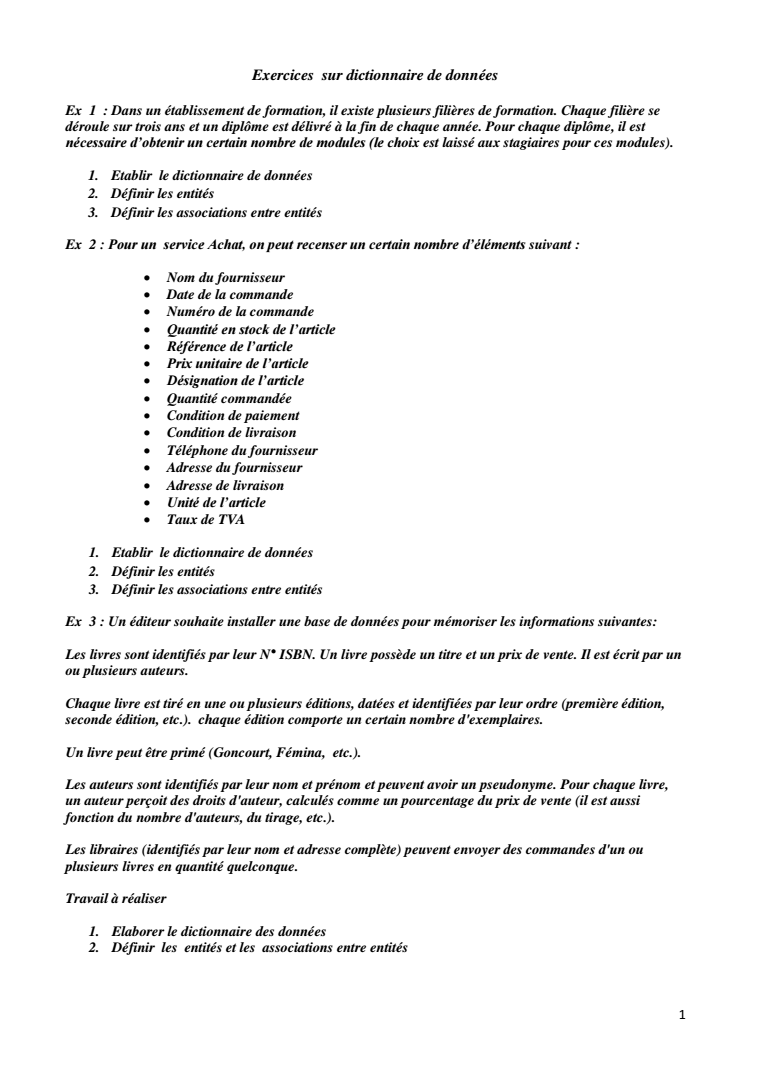 Exercices  sur dictionnaire de données
Ex  1  : Dans un établissement de formation, il existe plusieurs filières de formation. Chaque filière se
déroule sur trois ans et un diplôme est délivré à la fin de chaque année. Pour chaque diplôme, il est
nécessaire d’obtenir un certain nombre de modules (le choix est laissé aux stagiaires pour ces modules).
1. Etablir  le dictionnaire de données
2. Définir les entités
3. Définir les associations entre entités
Ex  2 : Pour un  service Achat, on peut recenser un certain nombre d’éléments suivant :
• Nom du fournisseur
• Date de la commande
• Numéro de la commande
• Quantité en stock de l’article
• Référence de l’article
• Prix unitaire de l’article
• Désignation de l’article
• Quantité commandée
• Condition de paiement
• Condition de livraison
• Téléphone du fournisseur
• Adresse du fournisseur
• Adresse de livraison
• Unité de l’article
• Taux de TVA
1. Etablir  le dictionnaire de données
2. Définir les entités
3. Définir les associations entre entités
Ex  3 : Un éditeur souhaite installer une base de données pour mémoriser les informations suivantes:
Les livres sont identifiés par leur N° ISBN. Un livre possède un titre et un prix de vente. Il est écrit par un
ou plusieurs auteurs.
Chaque livre est tiré en une ou plusieurs éditions, datées et identifiées par leur ordre (première édition,
seconde édition, etc.).  chaque édition comporte un certain nombre d'exemplaires.
Un livre peut être primé (Goncourt, Fémina,  etc.).
Les auteurs sont identifiés par leur nom et prénom et peuvent avoir un pseudonyme. Pour chaque livre,
un auteur perçoit des droits d'auteur, calculés comme un pourcentage du prix de vente (il est aussi
fonction du nombre d'auteurs, du tirage, etc.).
Les libraires (identifiés par leur nom et adresse complète) peuvent envoyer des commandes d'un ou
plusieurs livres en quantité quelconque.
Travail à réaliser
1. Elaborer le dictionnaire des données
2. Définir  les  entités et les  associations entre entités
1